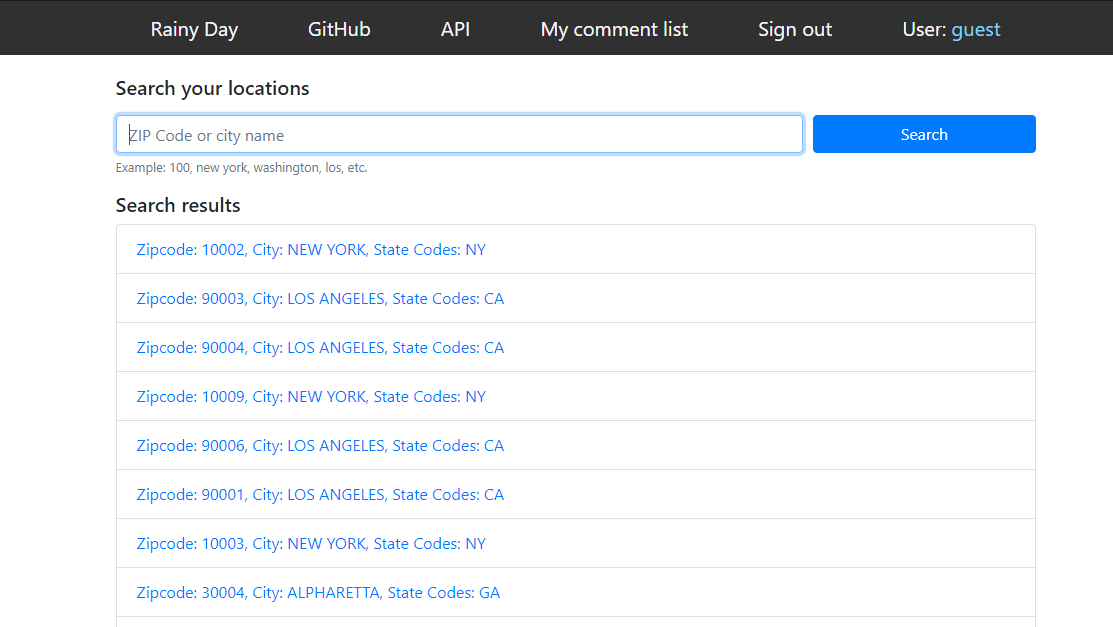 Rainy Day GitHub API My comment list Sign out User: guest
Search your locations
ZIP Code or city name Search
Example: 100, new york, washington, los, etc.
Search results
Zipcode: 10002, City: NEW YORK, State Codes: NY
Zipcode: 90003, City: LOS ANGELES, State Codes: CA
Zipcode: 90004, City: LOS ANGELES, State Codes: CA
Zipcode: 10009, City: NEW YORK, State Codes: NY
Zipcode: 90006, City: LOS ANGELES, State Codes: CA
Zipcode: 90001, City: LOS ANGELES, State Codes: CA
Zipcode: 10003, City: NEW YORK, State Codes: NY
Zipcode: 30004, City: ALPHARETTA, State Codes: GA